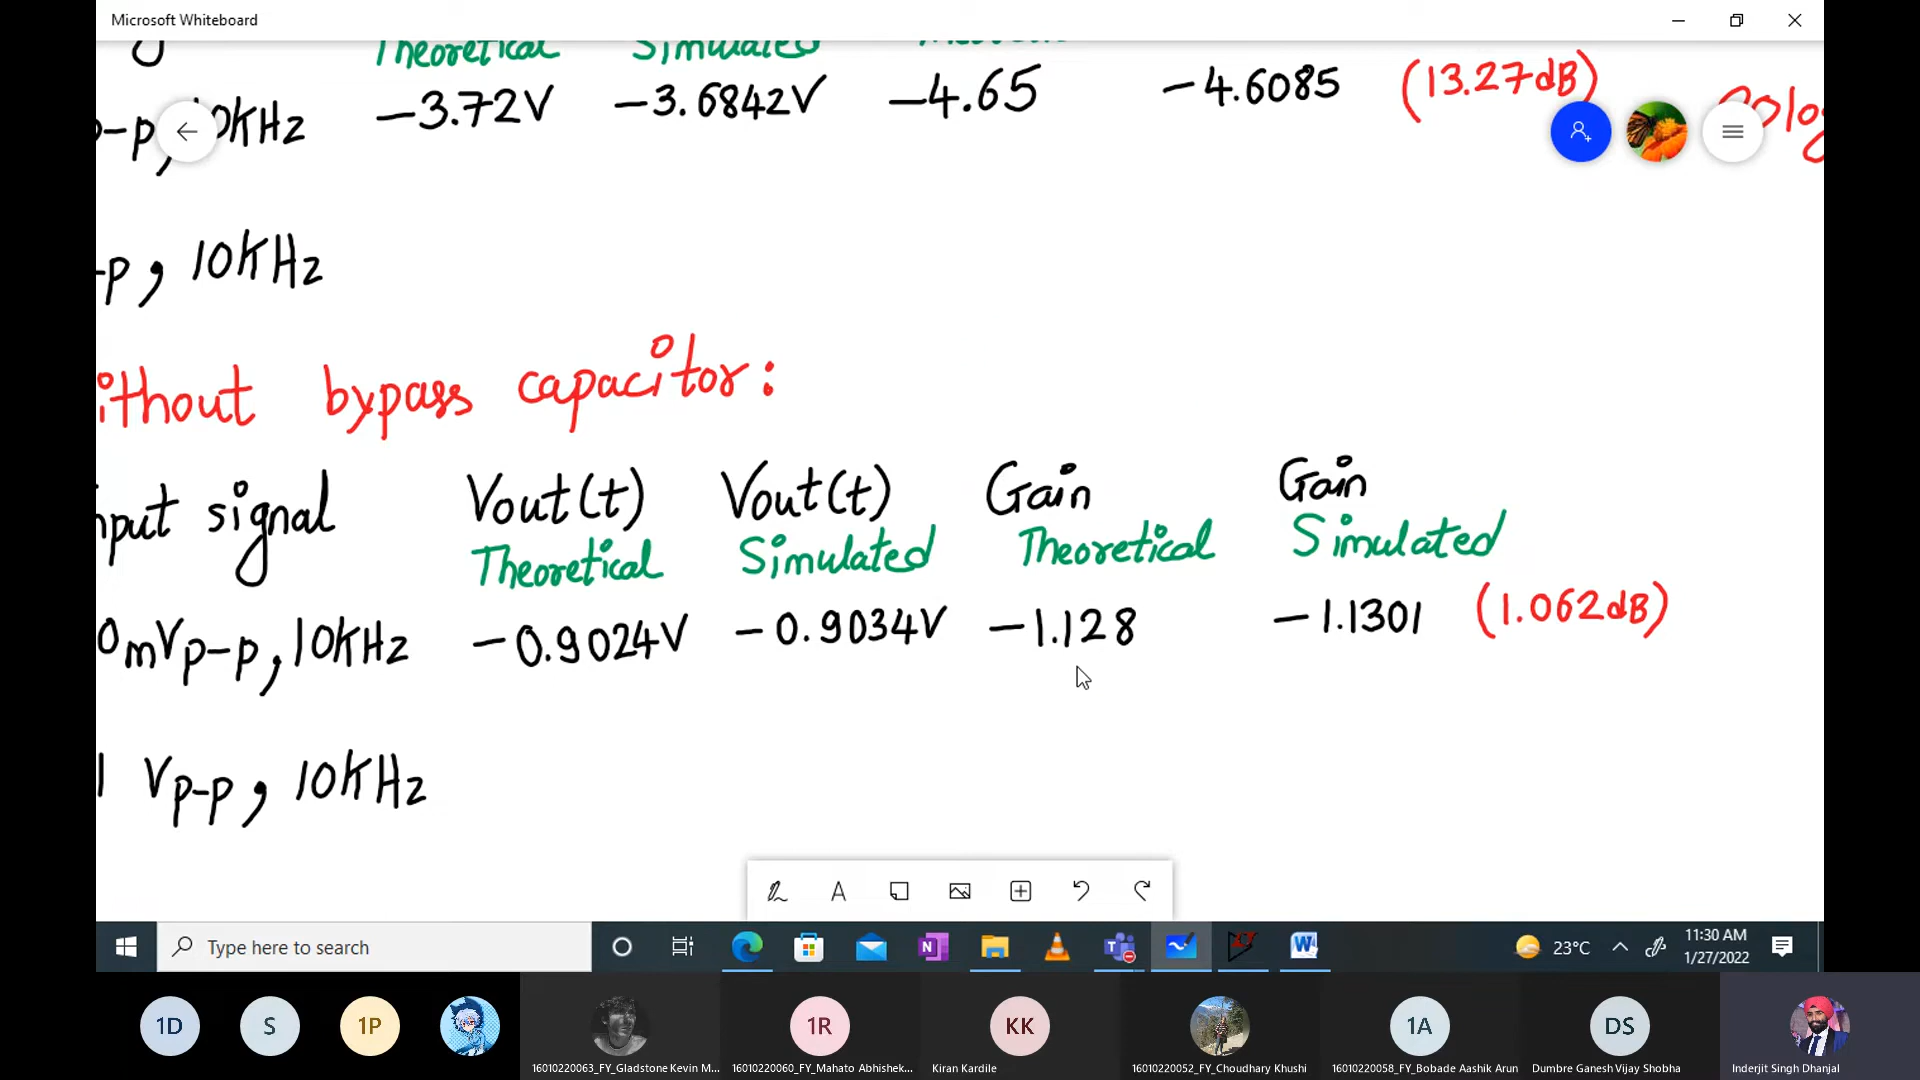 Microsoft Whiteboard
Theoretical Simulated
p-p, 10KHz -3.72V -3.6842V -4.65 -4.6085 (13.27dB)
-p, 10KHz
ithout bypass capacitor:
nput signal Vout(t) Vout(t) Gain Gain
Theoretical Simulated Theoretical Simulated
0mVp-p, 10KHz -0.9024V -0.9034V -1.128 -1.1301 (1.062dB)
1 Vp-p, 10KHz
Type here to search
23°C
11:30 AM
1/27/2022
1D S 1P 1R KK 1A DS
16010220063_FY_Gladstone Kevin M... 16010220060_FY_Mahato Abhishek... Kiran Kardile 16010220052_FY_Choudhary Khushi 16010220058_FY_Bobade Aashik Arun Dumbre Ganesh Vijay Shobha Inderjit Singh Dhanjal